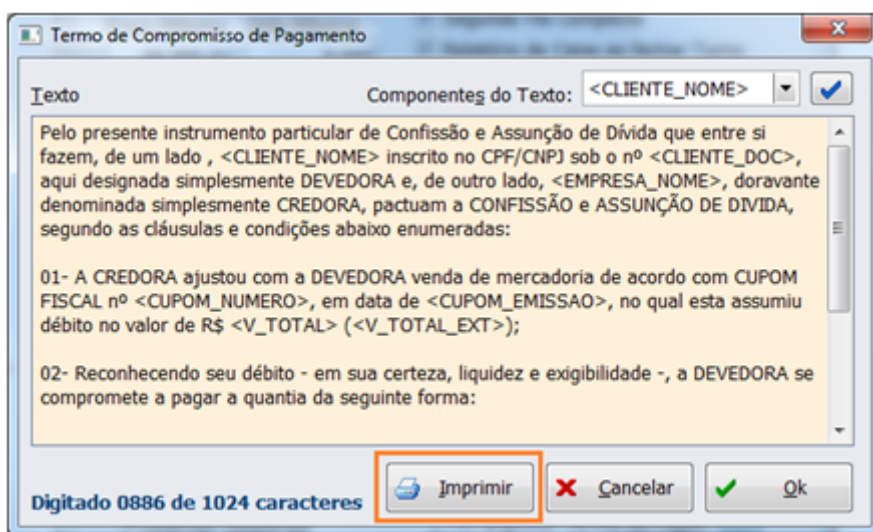 Termo de Compromisso de Pagamento
Texto
Componentes do Texto: <CLIENTE_NOME>
Pelo presente instrumento particular de Confissão e Assunção de Dívida que entre si
fazem, de um lado , <CLIENTE_NOME> inscrito no CPF/CNPJ sob o nº <CLIENTE_DOC>,
aqui designada simplesmente DEVEDORA e, de outro lado, <EMPRESA_NOME>, doravante
denominada simplesmente CREDORA, pactuam a CONFISSÃO e ASSUNÇÃO DE DIVIDA,
segundo as cláusulas e condições abaixo enumeradas:
01- A CREDORA ajustou com a DEVEDORA venda de mercadoria de acordo com CUPOM
FISCAL nº <CUPOM_NUMERO>, em data de <CUPOM_EMISSAO>, no qual esta assumiu
débito no valor de R$ <V_TOTAL> (<V_TOTAL_EXT>);
02- Reconhecendo seu débito - em sua certeza, liquidez e exigibilidade -, a DEVEDORA se
compromete a pagar a quantia da seguinte forma:
Digitado 0886 de 1024 caracteres
Imprimir
Cancelar
Ok